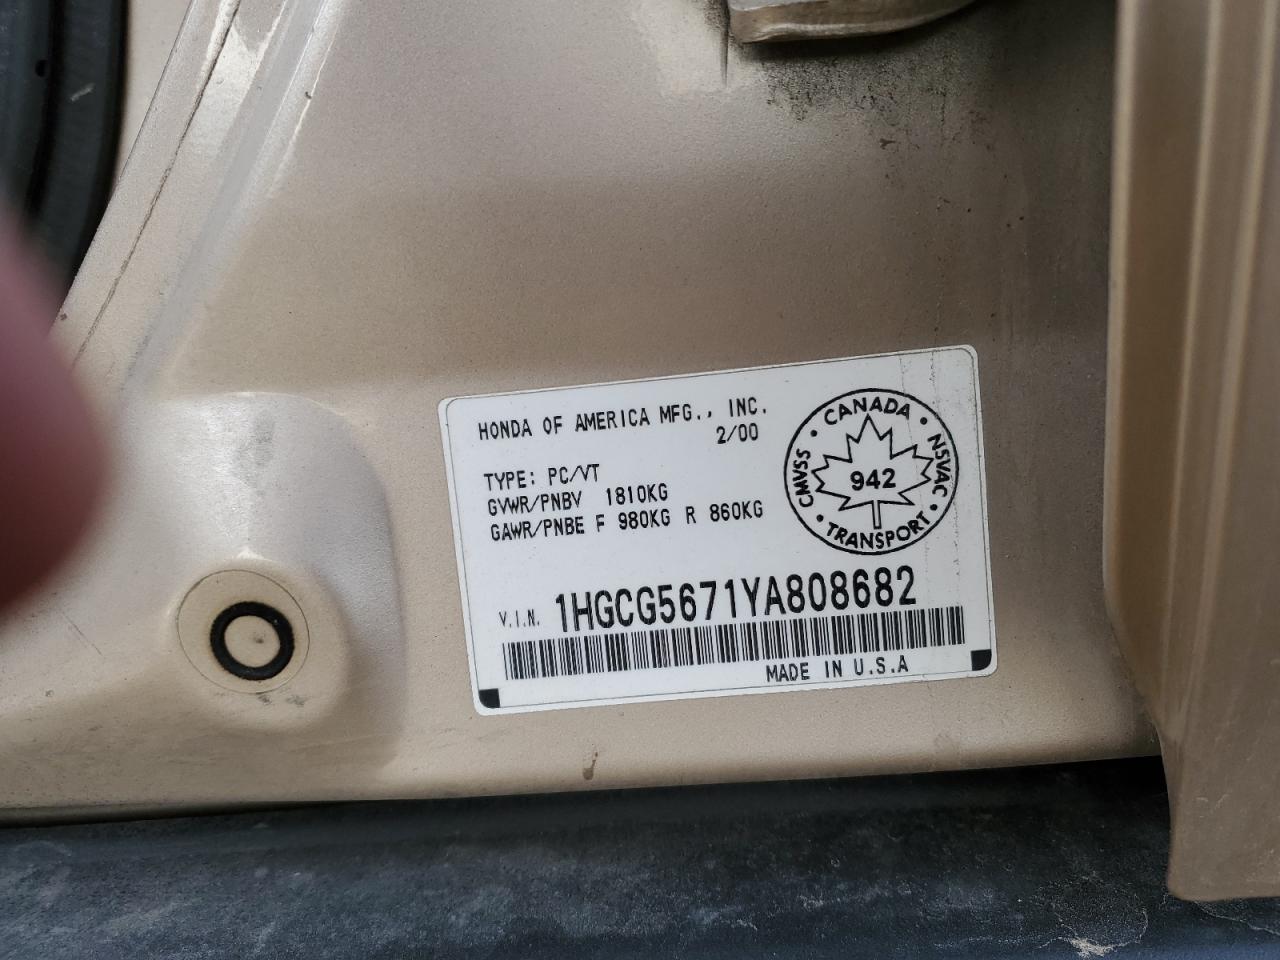 HONDA OF AMERICA MFG., INC.
2/00
TYPE: PC/VT
GVWR/PNBV 1810KG
GAWR/PNBE F 980KG R 860KG
CANADA
CMVSS
942
NSVAC
TRANSPORT
V.I.N. 1HGCG5671YA808682
MADE IN U.S.A